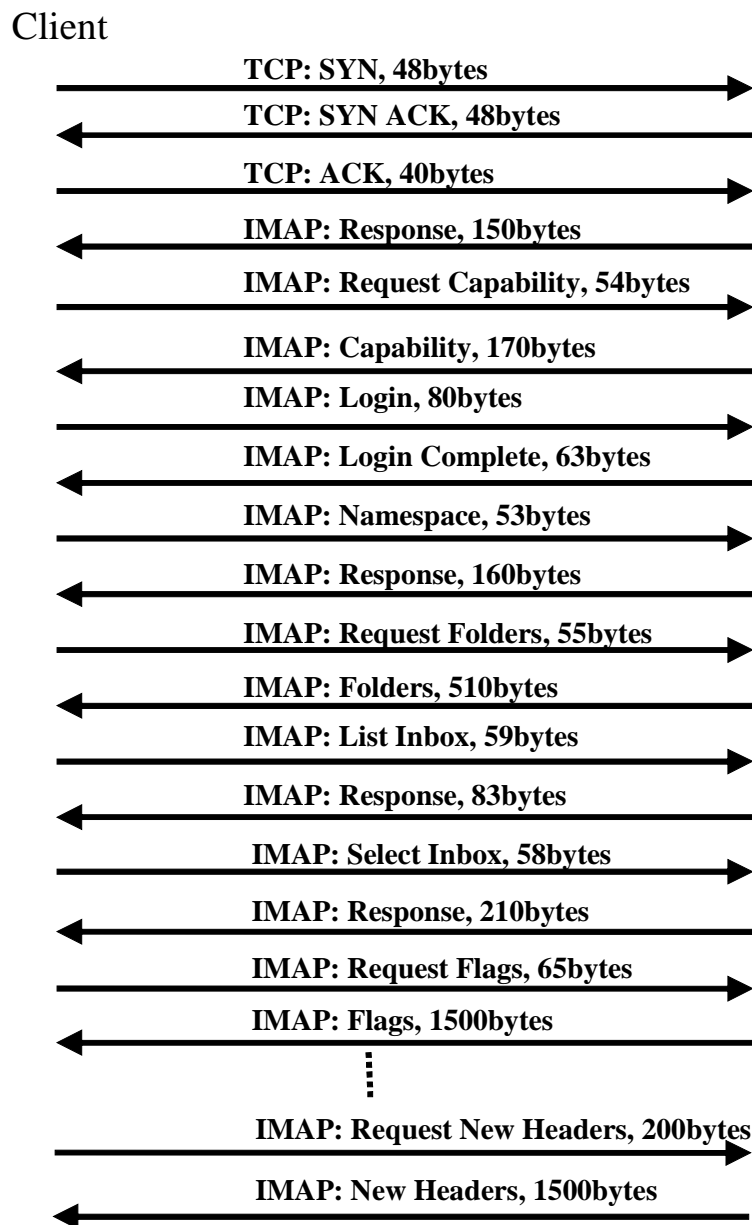 Client
TCP: SYN, 48bytes
TCP: SYN ACK, 48bytes
TCP: ACK, 40bytes
IMAP: Response, 150bytes
IMAP: Request Capability, 54bytes
IMAP: Capability, 170bytes
IMAP: Login, 80bytes
IMAP: Login Complete, 63bytes
IMAP: Namespace, 53bytes
IMAP: Response, 160bytes
IMAP: Request Folders, 55bytes
IMAP: Folders, 510bytes
IMAP: List Inbox, 59bytes
IMAP: Response, 83bytes
IMAP: Select Inbox, 58bytes
IMAP: Response, 210bytes
IMAP: Request Flags, 65bytes
IMAP: Flags, 1500bytes
IMAP: Request New Headers, 200bytes
IMAP: New Headers, 1500bytes